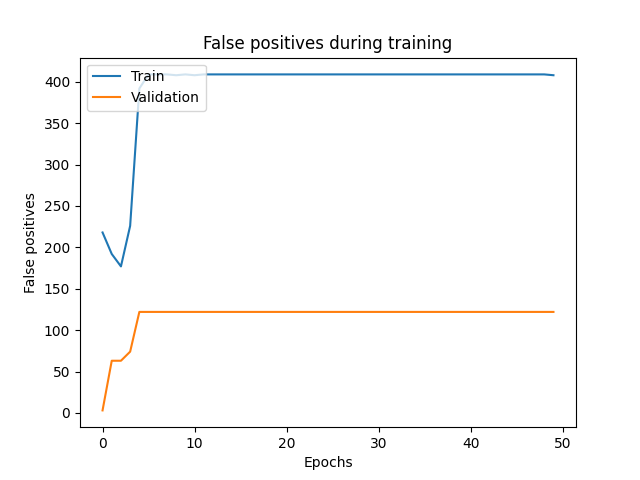 False positives during training
Train
Validation
400
350
300
250
200
150
100
50
0
False positives
0 10 20 30 40 50
Epochs